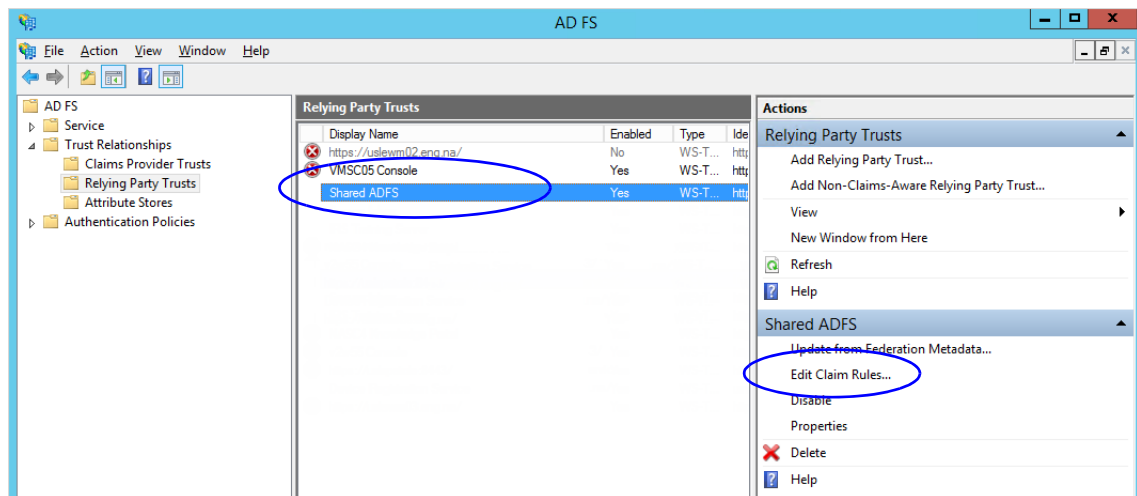 AD FS
File Action View Window Help
AD FS
Service
Trust Relationships
Claims Provider Trusts
Relying Party Trusts
Attribute Stores
Authentication Policies
Relying Party Trusts
Display Name Enabled Type Ide
https://uslewm02.eng.na/ No WS-T... http
VMSC05 Console Yes WS-T... http
Shared ADFS Yes WS-T... http
Actions
Relying Party Trusts
Add Relying Party Trust...
Add Non-Claims-Aware Relying Party Trust...
View
New Window from Here
Refresh
Help
Shared ADFS
Update from Federation Metadata...
Edit Claim Rules...
Disable
Properties
Delete
Help